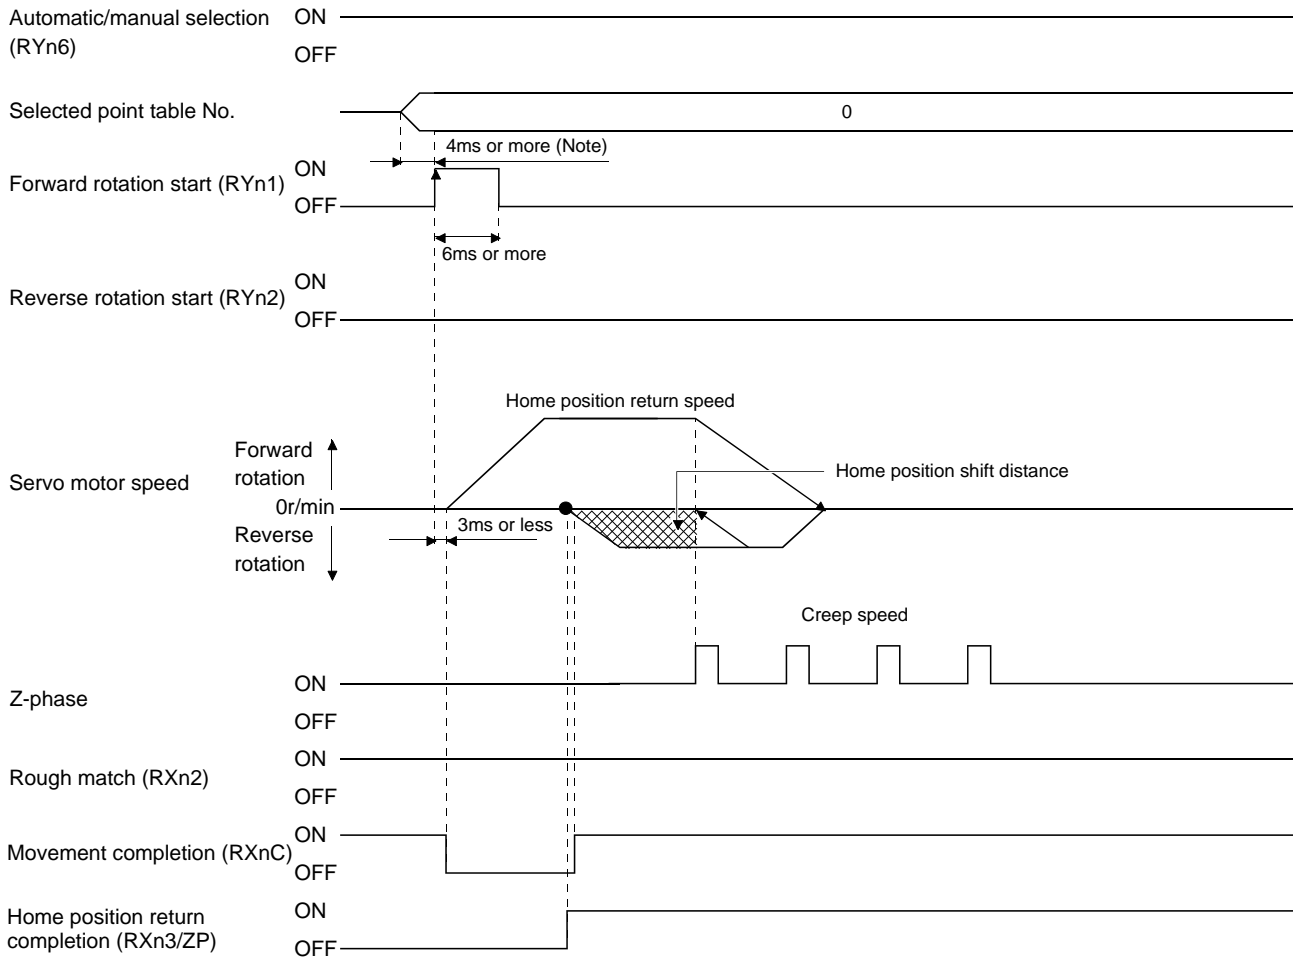 Automatic/manual selection
(RYn6)
ON
OFF
Selected point table No.
0
4ms or more (Note)
Forward rotation start (RYn1)
ON
OFF
6ms or more
Reverse rotation start (RYn2)
ON
OFF
Home position return speed
Servo motor speed
Forward
rotation
0r/min
Reverse
rotation
Home position shift distance
3ms or less
Creep speed
Z-phase
ON
OFF
Rough match (RXn2)
ON
OFF
Movement completion (RXnC)
ON
OFF
Home position return
completion (RXn3/ZP)
ON
OFF